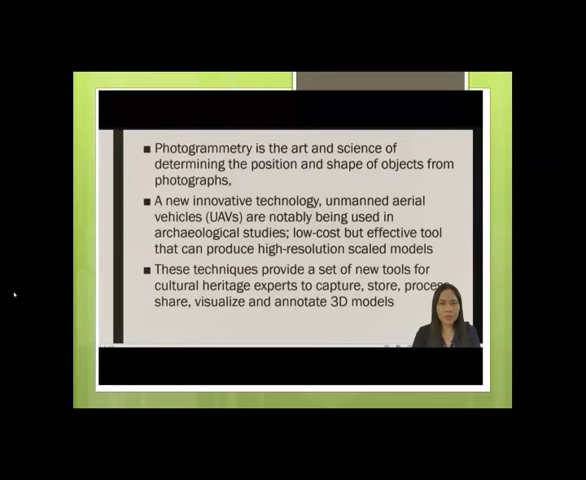 ■ Photogrammetry is the art and science of
determining the position and shape of objects from
photographs,
■ A new innovative technology, unmanned aerial
vehicles (UAVs) are notably being used in
archaeological studies; low-cost but effective tool
that can produce high-resolution scaled models
■ These techniques provide a set of new tools for
cultural heritage experts to capture, store, process
share, visualize and annotate 3D models